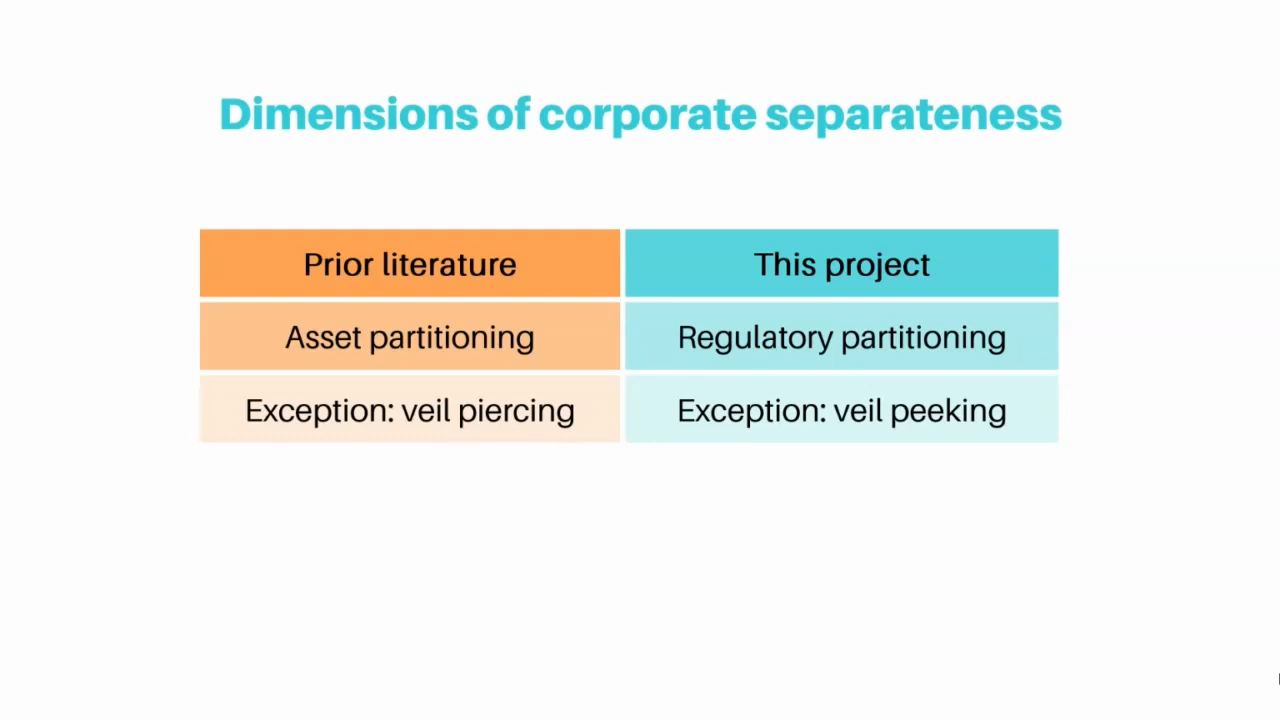 Dimensions of corporate separateness
Prior literature
This project
Asset partitioning
Regulatory partitioning
Exception: veil piercing
Exception: veil peeking